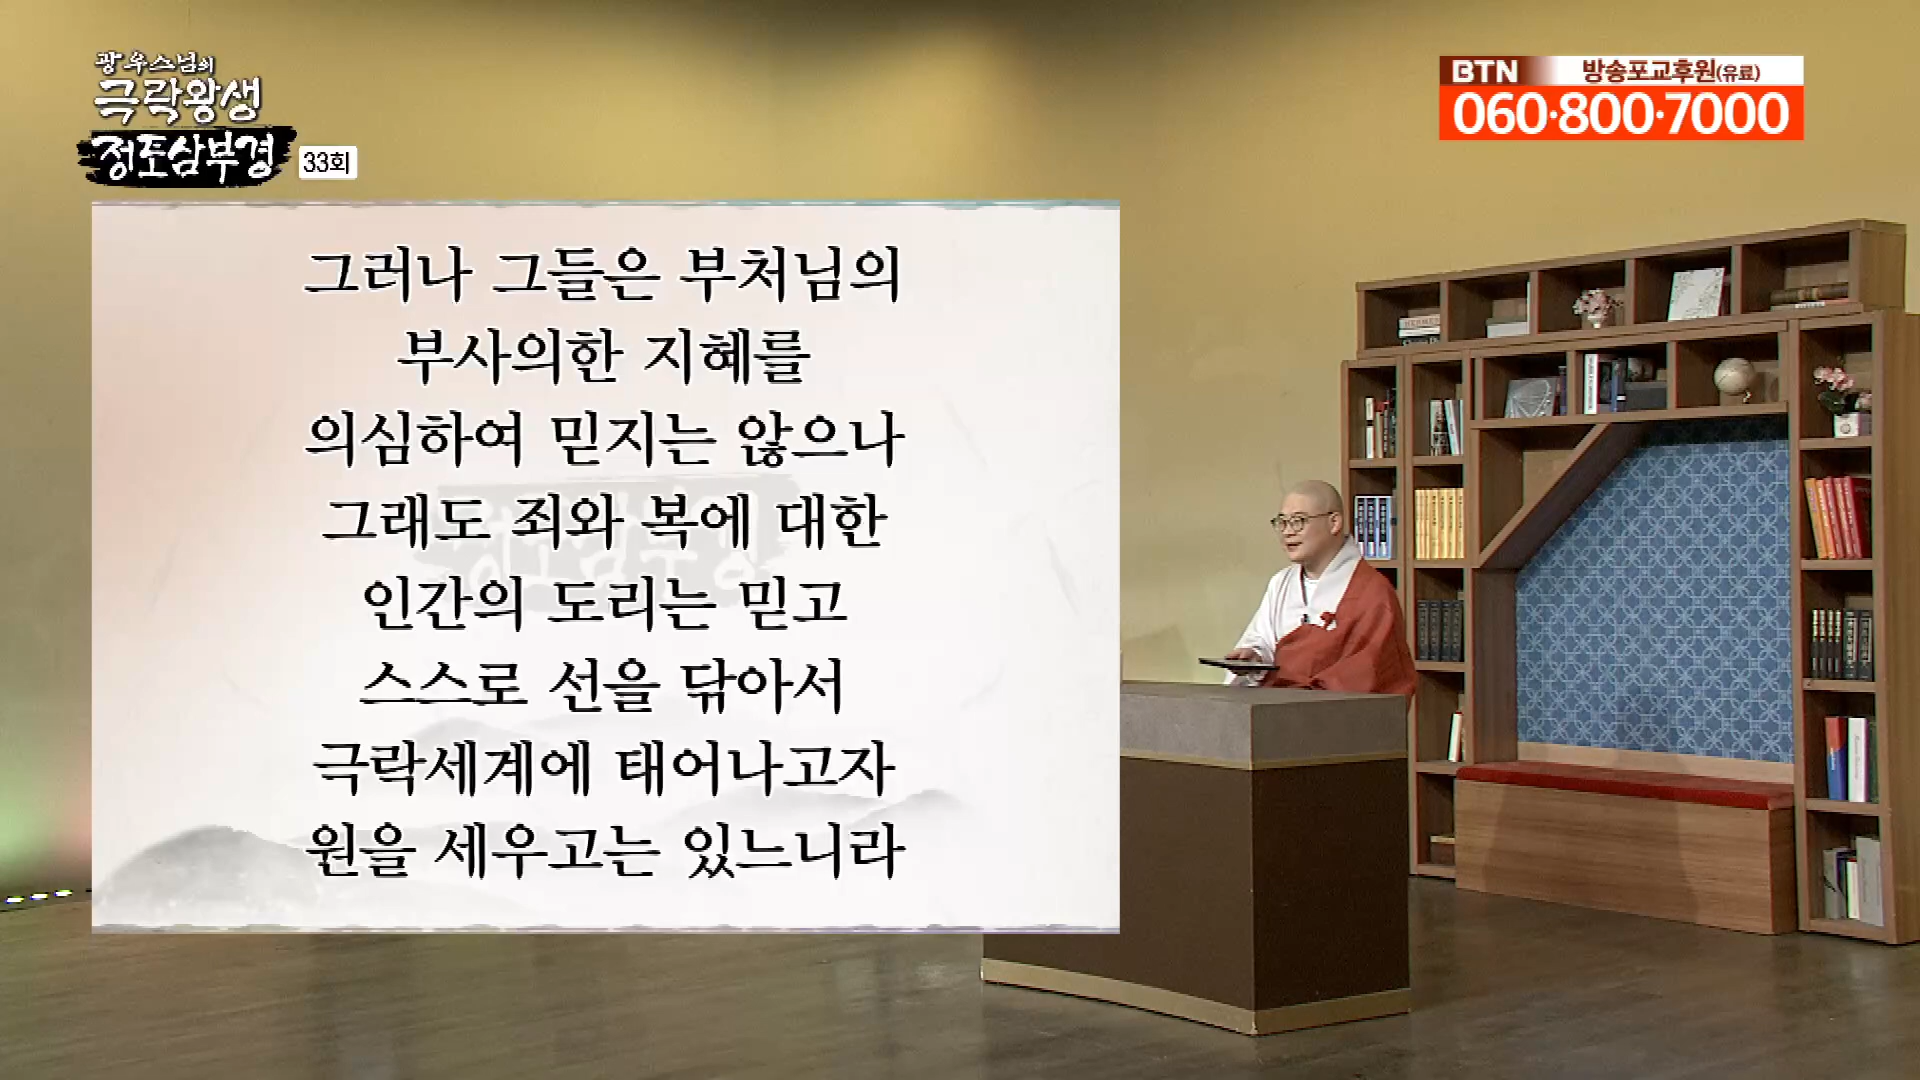 광우스님의
극락왕생
정토삼부경
33회
BTN 방송포교후원(유료)
060·800·7000
그러나 그들은 부처님의
부사의한 지혜를
의심하여 믿지는 않으나
그래도 죄와 복에 대한
인간의 도리는 믿고
스스로 선을 닦아서
극락세계에 태어나고자
원을 세우고는 있느니라